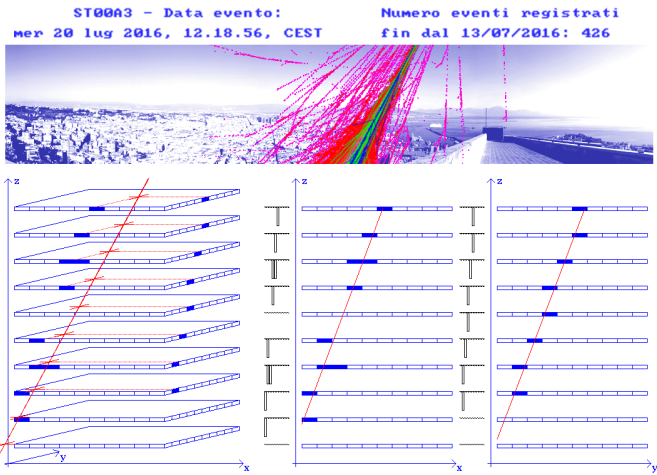 ST00A3 - Data evento:
mer 20 lug 2016, 12.18.56, CEST
Numero eventi registrati
fin dal 13/07/2016: 426
z
z
z
y
x
x
y